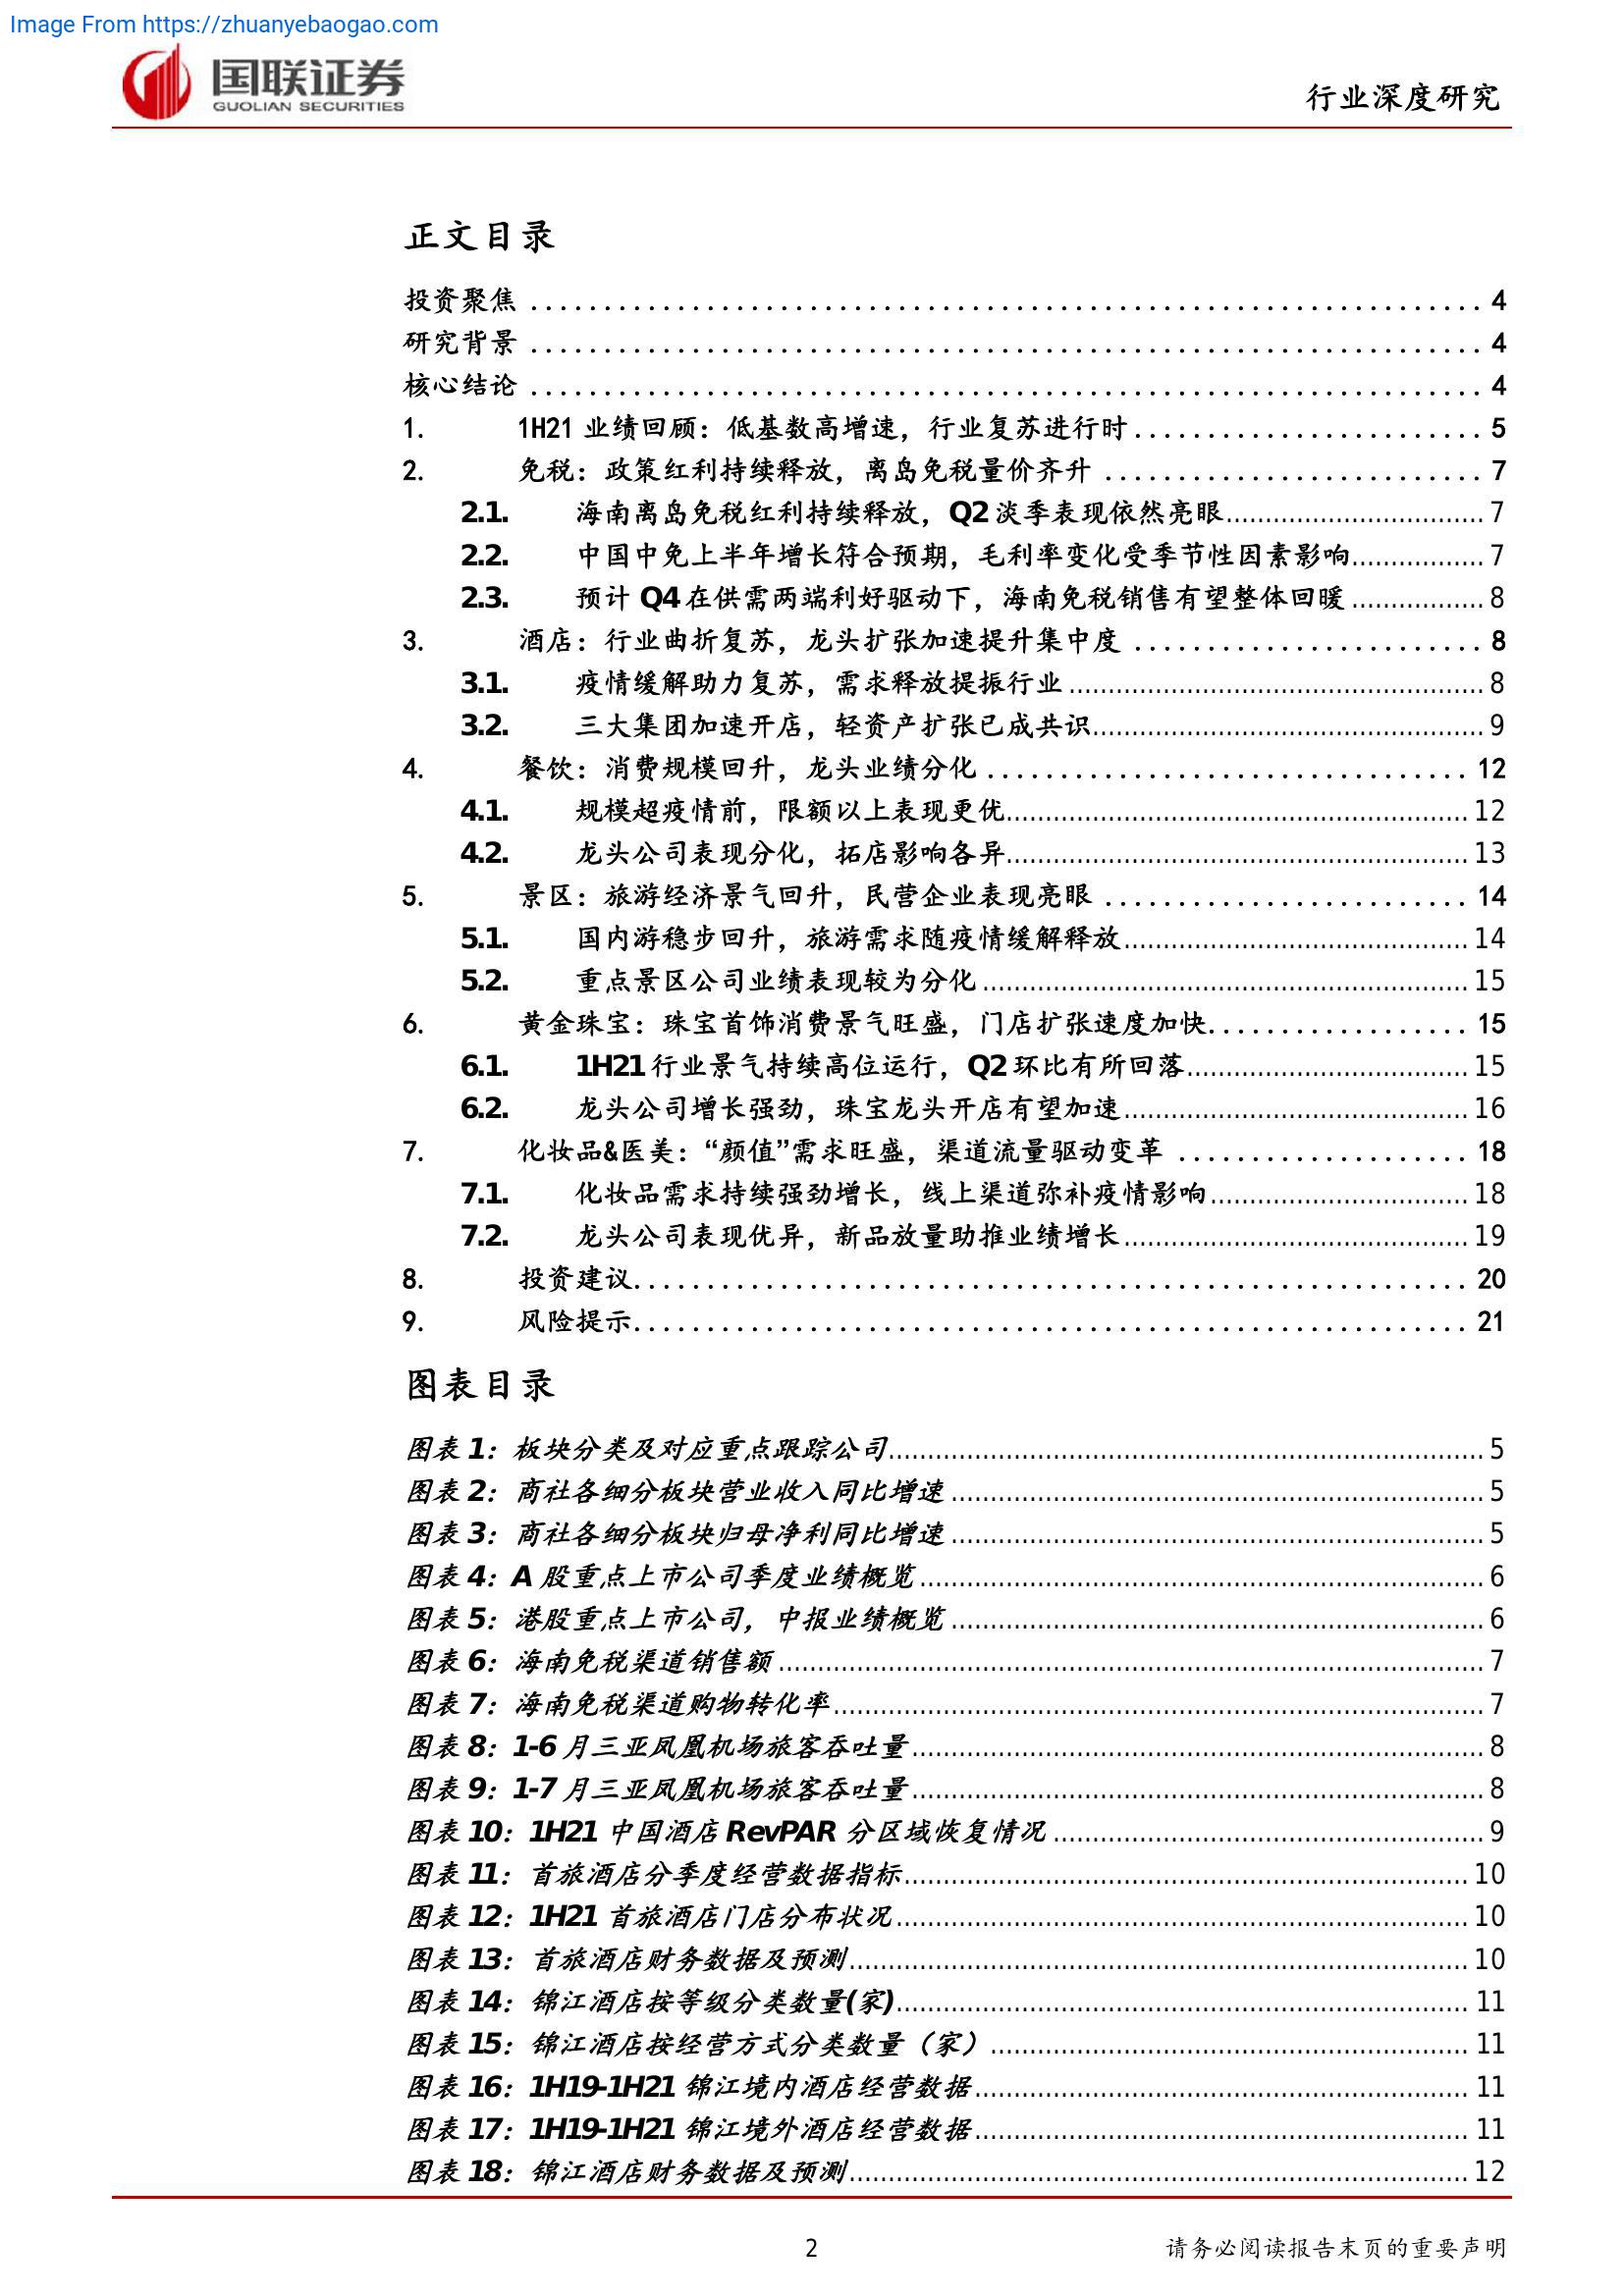 Image From https://zhuanyebaogao.com
国联证券
GUOLIAN SECURITIES
行业深度研究
正文目录
投资聚焦 ................................................................. 4
研究背景 ................................................................. 4
核心结论 ................................................................. 4
1. 1H21 业绩回顾：低基数高增速，行业复苏进行时........................ 5
2. 免税：政策红利持续释放，离岛免税量价齐升 .......................... 7
2.1. 海南离岛免税红利持续释放，Q2 淡季表现依然亮眼................................. 7
2.2. 中国中免上半年增长符合预期，毛利率变化受季节性因素影响................. 7
2.3. 预计 Q4 在供需两端利好驱动下，海南免税销售有望整体回暖 ................. 8
3. 酒店：行业曲折复苏，龙头扩张加速提升集中度 ........................ 8
3.1. 疫情缓解助力复苏，需求释放提振行业 ..................................................... 8
3.2. 三大集团加速开店，轻资产扩张已成共识.................................................. 9
4. 餐饮：消费规模回升，龙头业绩分化 ................................. 12
4.1. 规模超疫情前，限额以上表现更优........................................................... 12
4.2. 龙头公司表现分化，拓店影响各异........................................................... 13
5. 景区：旅游经济景气回升，民营企业表现亮眼 ......................... 14
5.1. 国内游稳步回升，旅游需求随疫情缓解释放............................................ 14
5.2. 重点景区公司业绩表现较为分化 .............................................................. 15
6. 黄金珠宝：珠宝首饰消费景气旺盛，门店扩张速度加快.................. 15
6.1. 1H21 行业景气持续高位运行，Q2 环比有所回落.................................... 15
6.2. 龙头公司增长强劲，珠宝龙头开店有望加速............................................ 16
7. 化妆品&医美：“颜值”需求旺盛，渠道流量驱动变革 .................... 18
7.1. 化妆品需求持续强劲增长，线上渠道弥补疫情影响................................. 18
7.2. 龙头公司表现优异，新品放量助推业绩增长............................................ 19
8. 投资建议.......................................................... 20
9. 风险提示.......................................................... 21
图表目录
图表 1：板块分类及对应重点跟踪公司............................................................................ 5
图表 2：商社各细分板块营业收入同比增速 .................................................................... 5
图表 3：商社各细分板块归母净利同比增速 .................................................................... 5
图表 4：A 股重点上市公司季度业绩概览 ........................................................................ 6
图表 5：港股重点上市公司，中报业绩概览 .................................................................... 6
图表 6：海南免税渠道销售额 .......................................................................................... 7
图表 7：海南免税渠道购物转化率................................................................................... 7
图表 8：1-6 月三亚凤凰机场旅客吞吐量......................................................................... 8
图表 9：1-7 月三亚凤凰机场旅客吞吐量......................................................................... 8
图表 10：1H21 中国酒店 RevPAR 分区域恢复情况 ....................................................... 9
图表 11：首旅酒店分季度经营数据指标........................................................................ 10
图表 12：1H21 首旅酒店门店分布状况......................................................................... 10
图表 13：首旅酒店财务数据及预测............................................................................... 10
图表 14：锦江酒店按等级分类数量(家)......................................................................... 11
图表 15：锦江酒店按经营方式分类数量（家）............................................................. 11
图表 16：1H19-1H21 锦江境内酒店经营数据............................................................... 11
图表 17：1H19-1H21 锦江境外酒店经营数据............................................................... 11
图表 18：锦江酒店财务数据及预测............................................................................... 12
2
请务必阅读报告末页的重要声明